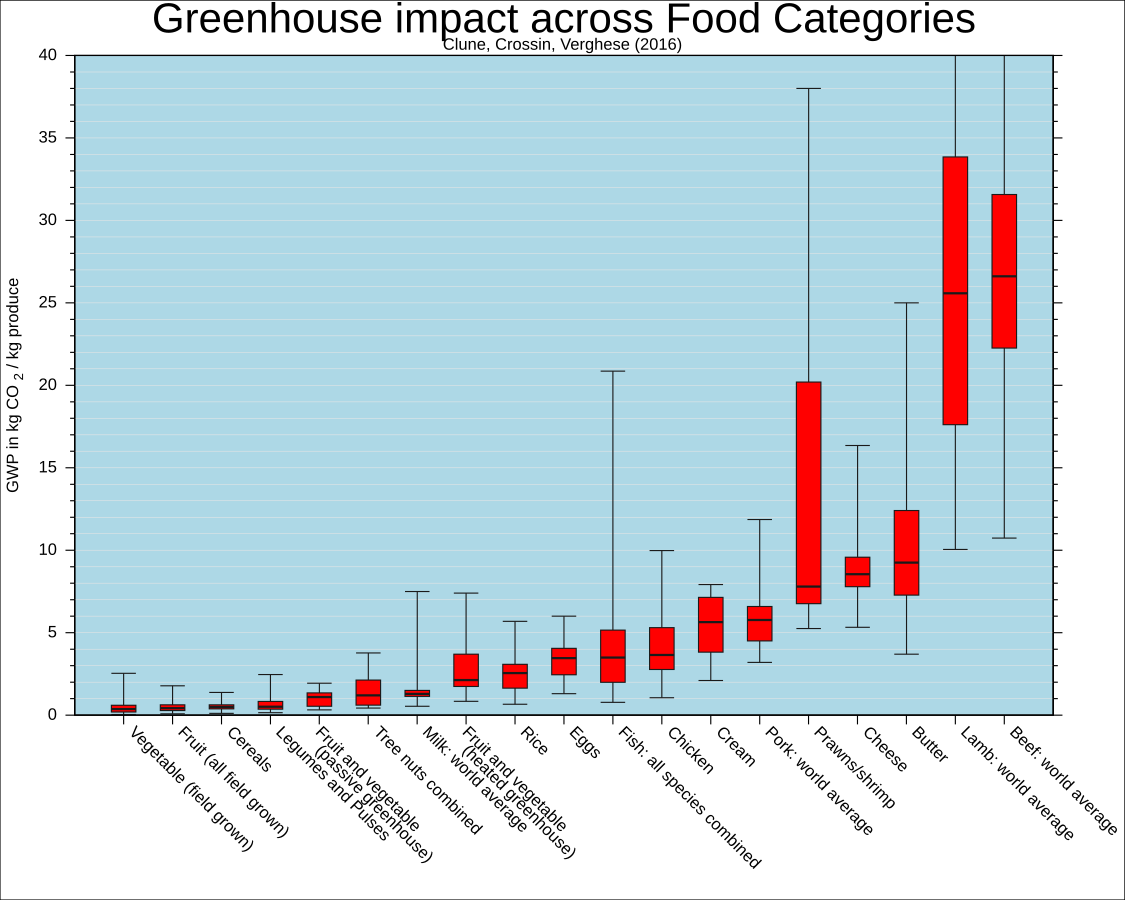 Greenhouse impact across Food Categories
Clune, Crossin, Verghese (2016)
GWP in kg CO 2 / kg produce
40
35
30
25
20
15
10
5
0
Vegetable (field grown)
Fruit (all field grown)
Cereals
Legumes and Pulses
Fruit and vegetable
(passive greenhouse)
Tree nuts combined
Milk: world average
Fruit and vegetable
(heated greenhouse)
Rice
Eggs
Fish: all species combined
Chicken
Cream
Pork: world average
Prawns/shrimp
Cheese
Butter
Lamb: world average
Beef: world average